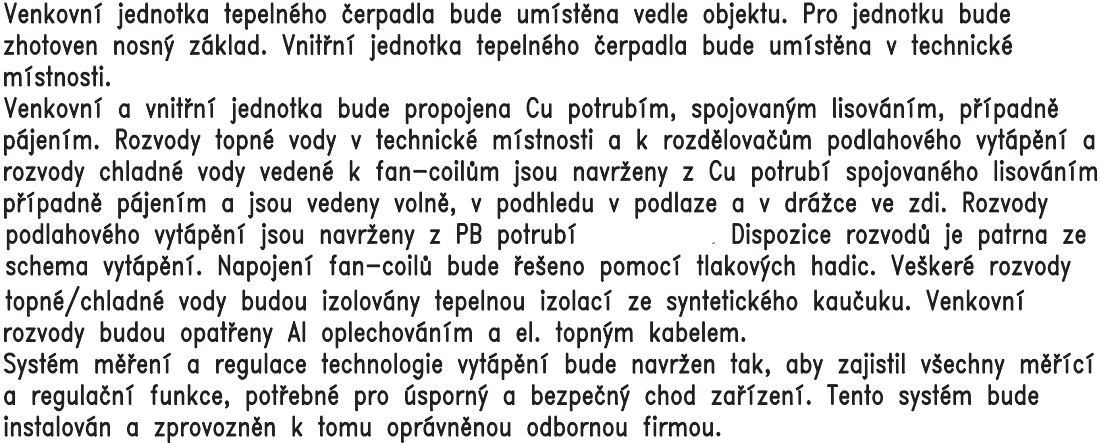 Venkovní jednotka tepelného čerpadla bude umístěna vedle objektu. Pro jednotku bude
zhotoven nosný základ. Vnitřní jednotka tepelného čerpadla bude umístěna v technické
místnosti.
Venkovní a vnitřní jednotka bude propojena Cu potrubím, spojovaným lisováním, případně
pájením. Rozvody topné vody v technické místnosti a k rozdělovačům podlahového vytápění a
rozvody chladné vody vedené k fan-coilům jsou navrženy z Cu potrubí spojovaného lisováním
případně pájením a jsou vedeny volně, v podhledu v podlaze a v drážce ve zdi. Rozvody
podlahového vytápění jsou navrženy z PB potrubí . Dispozice rozvodů je patrna ze
schema vytápění. Napojení fan-coilů bude řešeno pomocí tlakových hadic. Veškeré rozvody
topné/chladné vody budou izolovány tepelnou izolací ze syntetického kaučuku. Venkovní
rozvody budou opatřeny Al oplechováním a el. topným kabelem.
Systém měření a regulace technologie vytápění bude navržen tak, aby zajistil všechny měřící
a regulační funkce, potřebné pro úsporný a bezpečný chod zařízení. Tento systém bude
instalován a zprovozněn k tomu oprávněnou odbornou firmou.